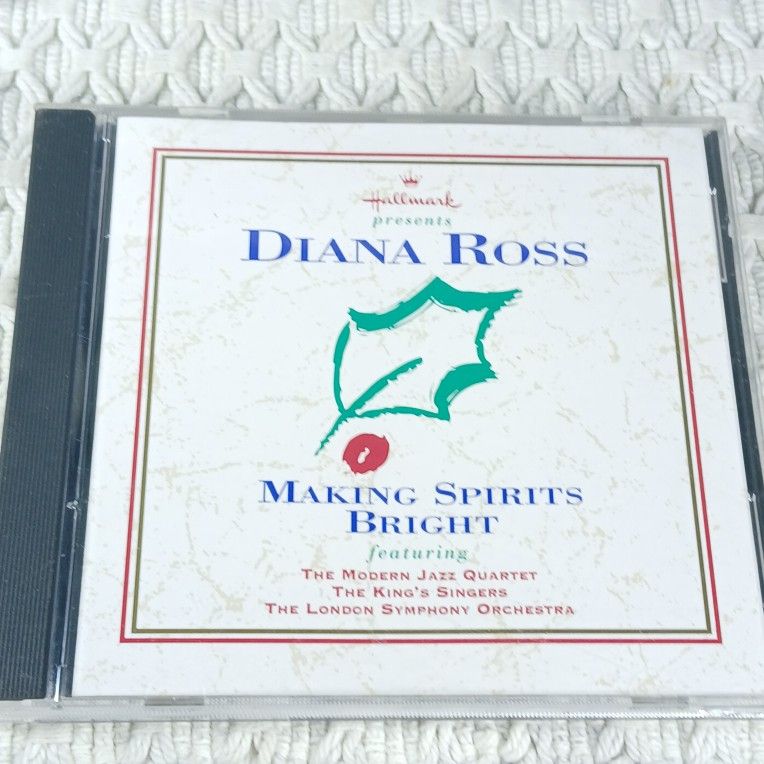 Hallmark
presents
DIANA ROSS
MAKING SPIRITS
BRIGHT
featuring
THE MODERN JAZZ QUARTET
THE KING'S SINGERS
THE LONDON SYMPHONY ORCHESTRA